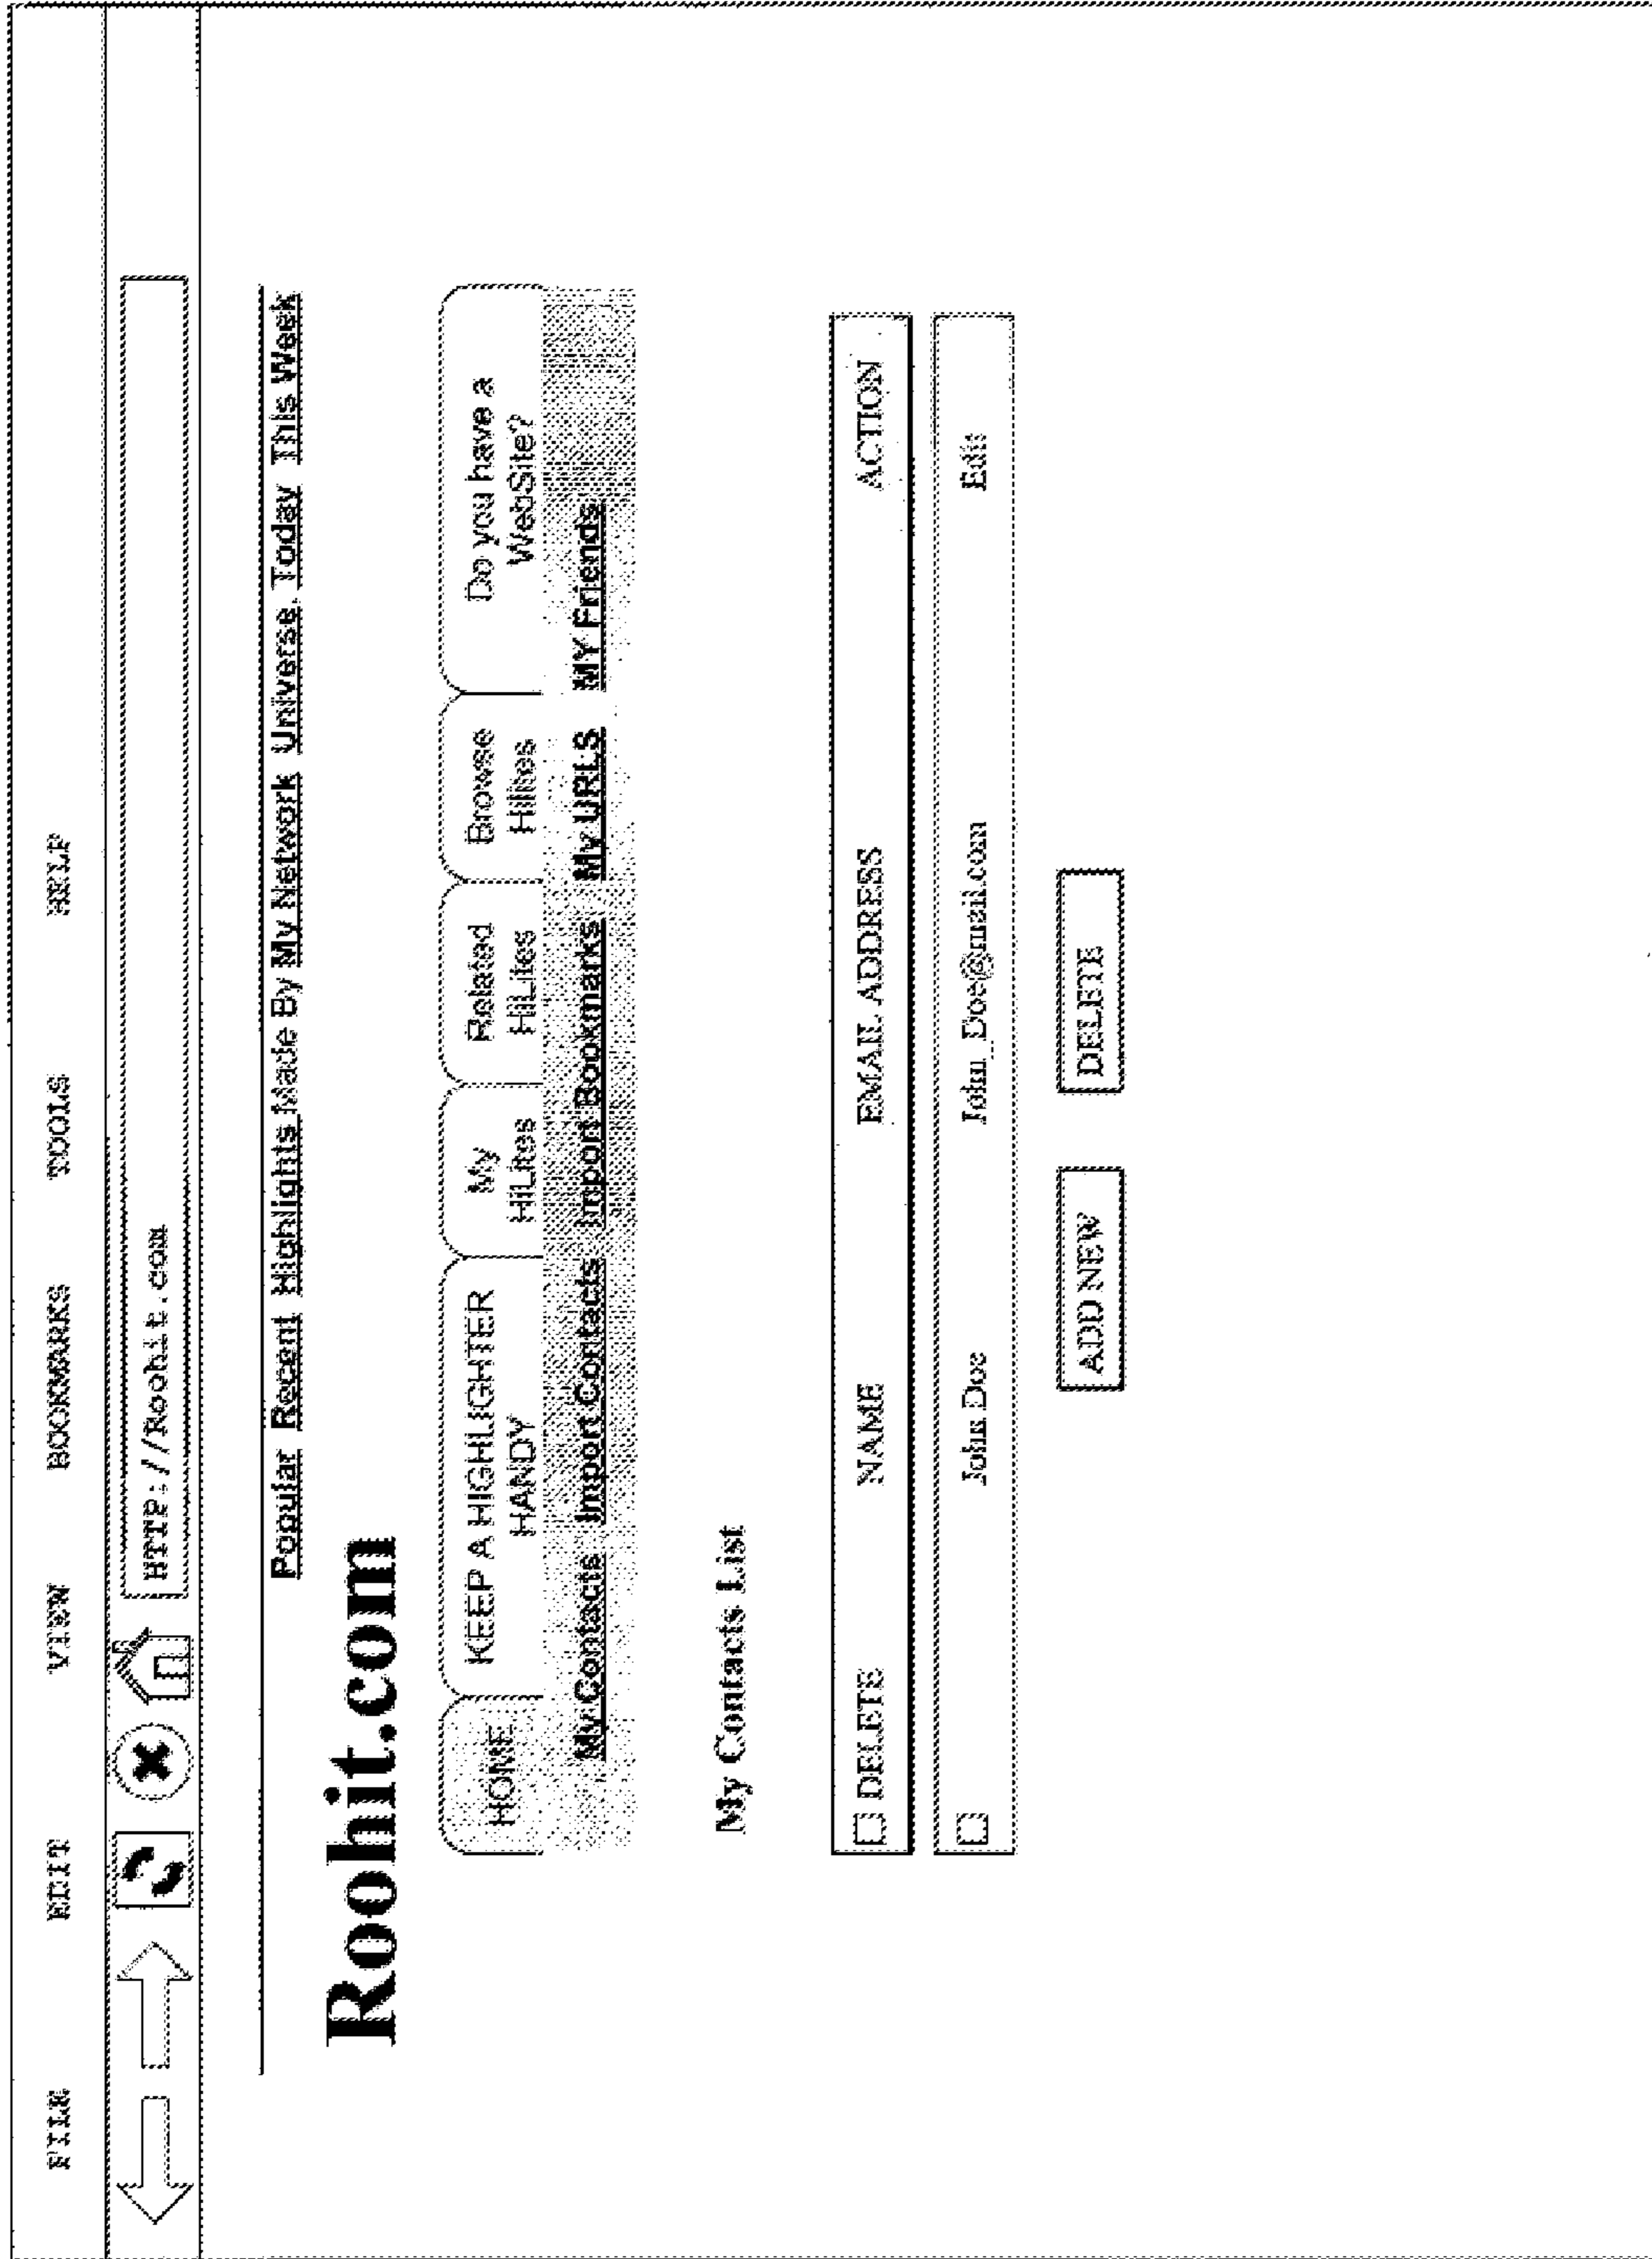 FILE EDIT VIEW BOOKMARKS TOOLS HELP
HTTP://Roohit.com
Popular Recent Highlights Made By My Network Universe Today This Week
Roohit.com
HOME
KEEP A HIGHLIGHTER
HANDY
My
HiLites
Related
HiLites
Browse
Hilites
Do you have a
WebSite?
My Contacts Import Contacts Import Bookmarks My URLS MY Friends
My Contacts List
DELETE NAME EMAIL ADDRESS ACTION
John Doe John_Doe@mail.com Edit
ADD NEW DELETE